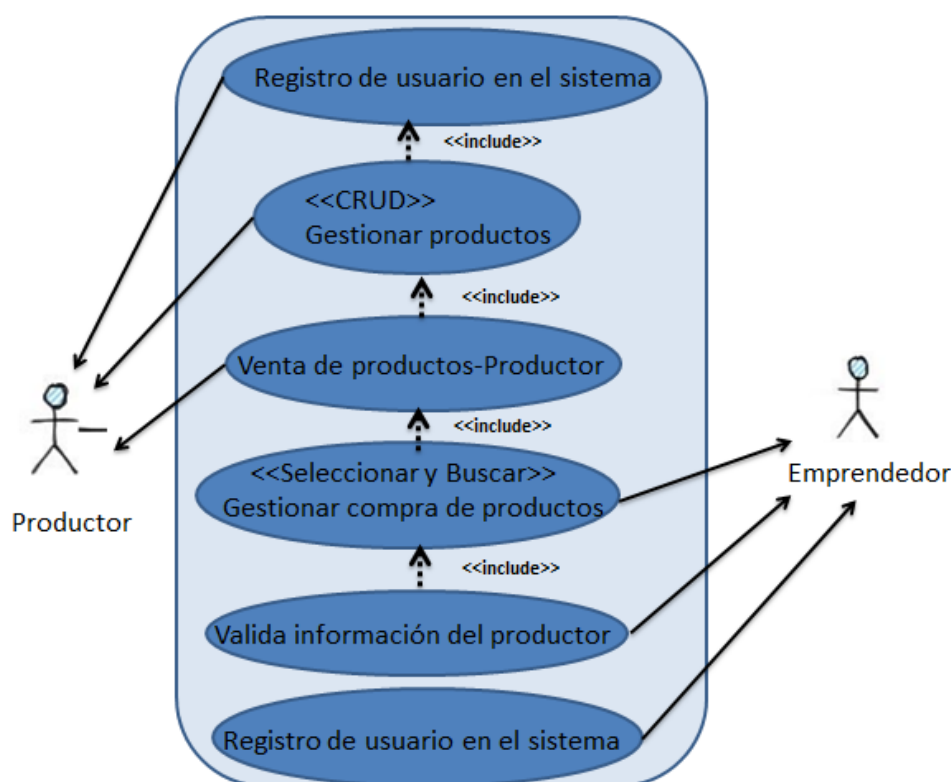 Registro de usuario en el sistema
<<include>>
<<CRUD>>
Gestionar productos
<<include>>
Venta de productos-Productor
<<include>>
<<Seleccionar y Buscar>>
Gestionar compra de productos
Emprendedor
Productor
<<include>>
Valida información del productor
Registro de usuario en el sistema